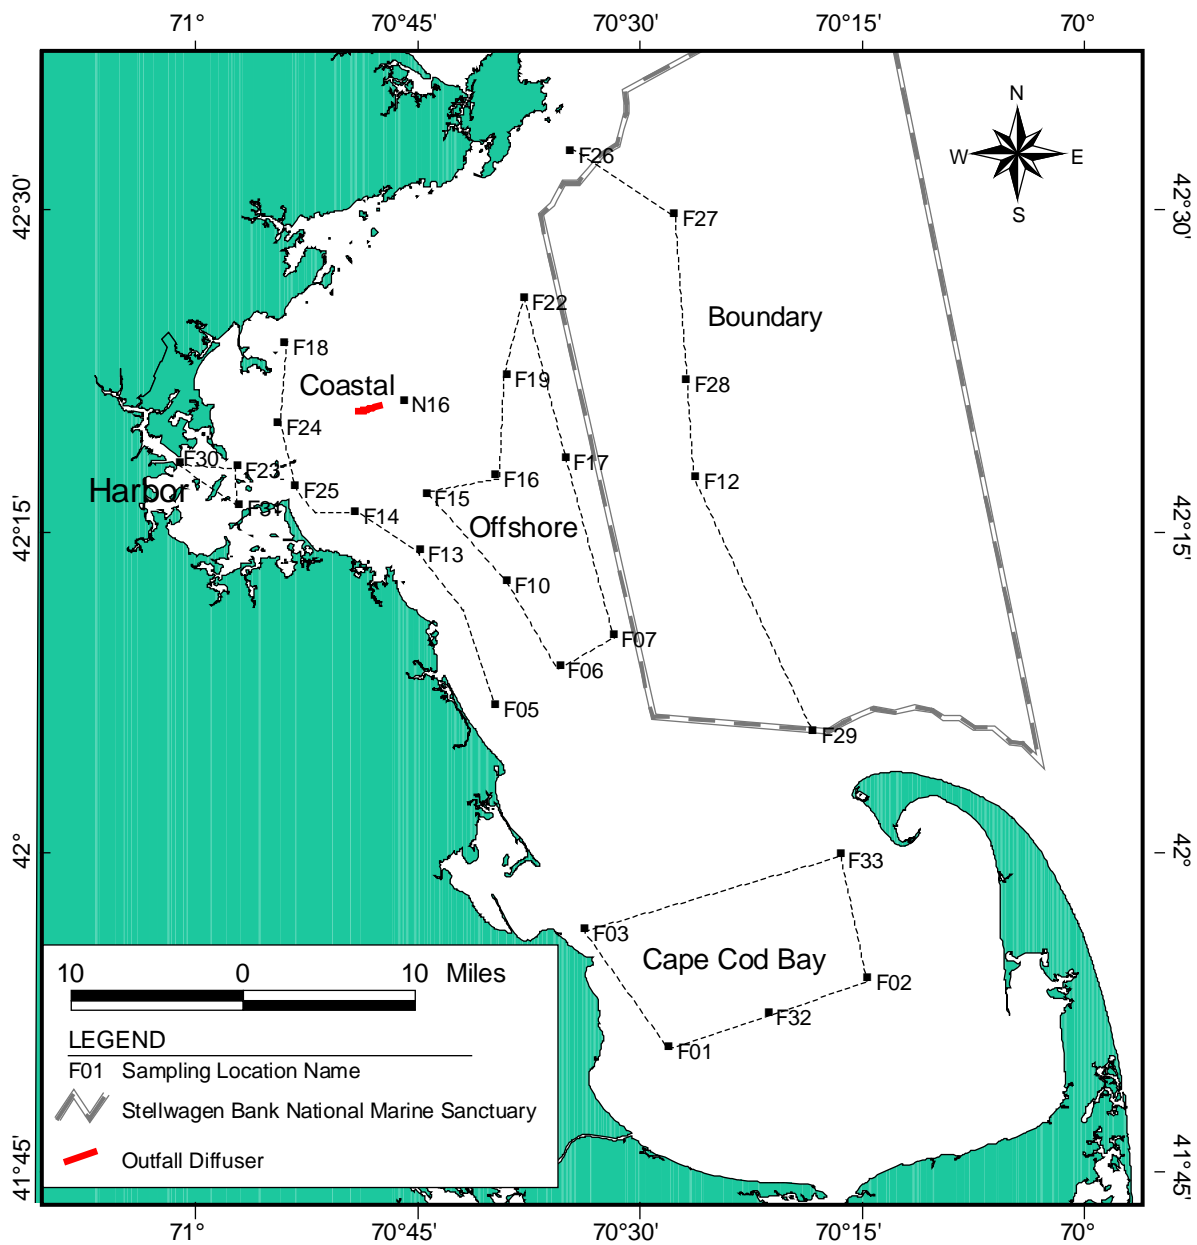 71° 70°45' 70°30' 70°15' 70°
N
W E
S
F26
42°30' 42°30'
F27
F22
Boundary
F18
F19
Coastal
F28
N16
F24
F30 F23 F17
F16
F12
Harbor F25 F15
F31
F14 Offshore
42°15' 42°15'
F13
F10
F07
F06
F05
F29
42° 42°
F33
F03
Cape Cod Bay
F02
F32
F01
10 0 10 Miles
LEGEND
F01 Sampling Location Name
Stellwagen Bank National Marine Sanctuary
Outfall Diffuser
41°45' 41°45'
71° 70°45' 70°30' 70°15' 70°